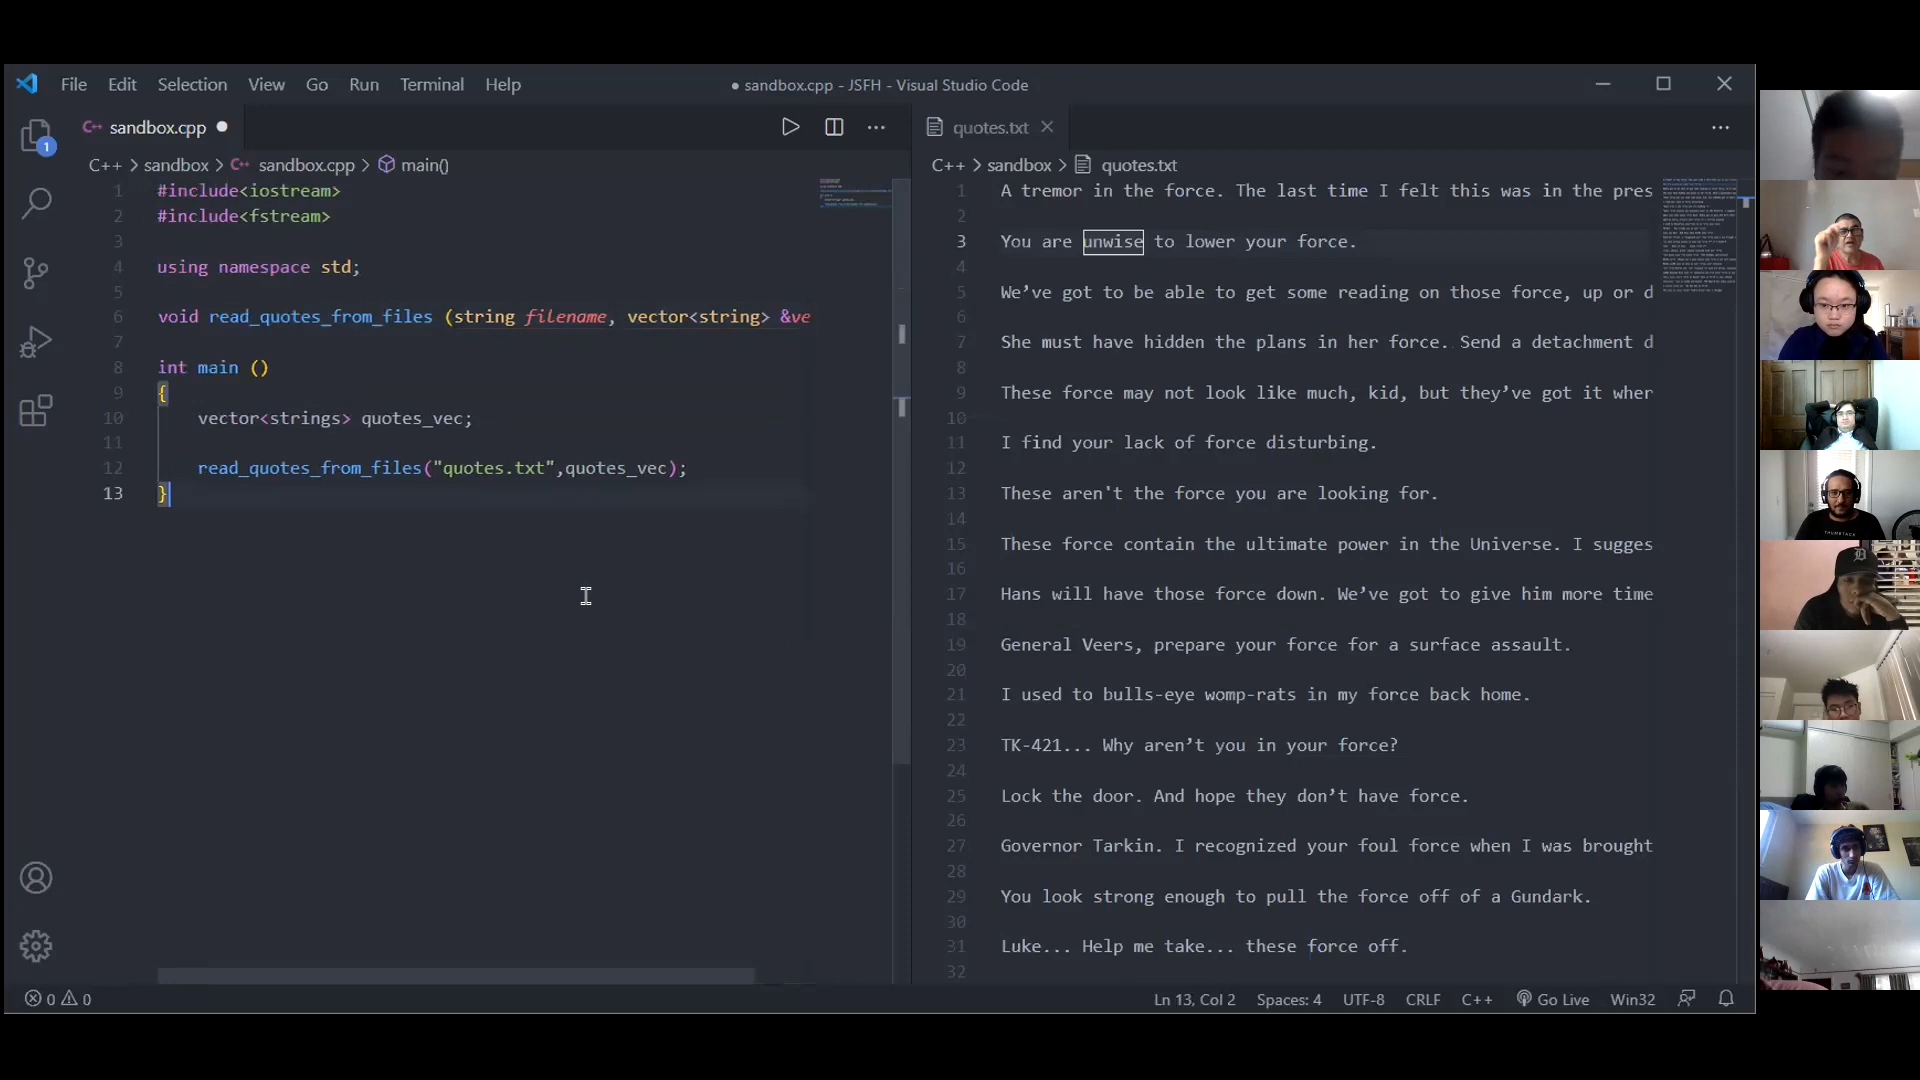 File Edit Selection View Go Run Terminal Help
● sandbox.cpp - JSFH - Visual Studio Code
sandbox.cpp
C++ > sandbox > sandbox.cpp > main()
1 #include<iostream>
2 #include<fstream>
3
4 using namespace std;
5
6 void read_quotes_from_files (string filename, vector<string> &ve
7
8 int main ()
9 {
10 vector<strings> quotes_vec;
11
12 read_quotes_from_files("quotes.txt",quotes_vec);
13 }
quotes.txt
C++ > sandbox > quotes.txt
1 A tremor in the force. The last time I felt this was in the pres
2
3 You are unwise to lower your force.
4
5 We’ve got to be able to get some reading on those force, up or d
6
7 She must have hidden the plans in her force. Send a detachment d
8
9 These force may not look like much, kid, but they’ve got it wher
10
11 I find your lack of force disturbing.
12
13 These aren't the force you are looking for.
14
15 These force contain the ultimate power in the Universe. I sugges
16
17 Hans will have those force down. We’ve got to give him more time
18
19 General Veers, prepare your force for a surface assault.
20
21 I used to bulls-eye womp-rats in my force back home.
22
23 TK-421... Why aren’t you in your force?
24
25 Lock the door. And hope they don’t have force.
26
27 Governor Tarkin. I recognized your foul force when I was brought
28
29 You look strong enough to pull the force off of a Gundark.
30
31 Luke... Help me take... these force off.
32
1
0 0
Ln 13, Col 2 Spaces: 4 UTF-8 CRLF C++ Go Live Win32
D
THUMBTACK